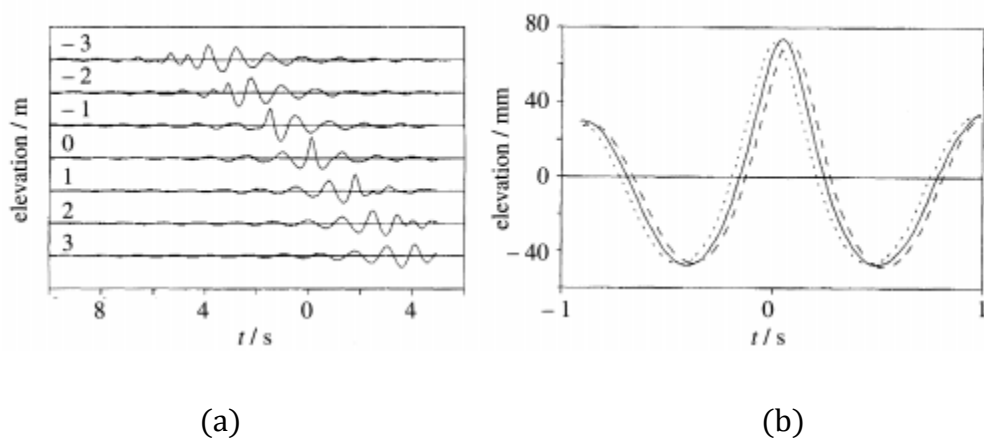 elevation / m
− 3
− 2
− 1
0
1
2
3
8 4 0 4
t / s
elevation / mm
80
40
0
− 40
− 1 0 1
t / s
(a) (b)